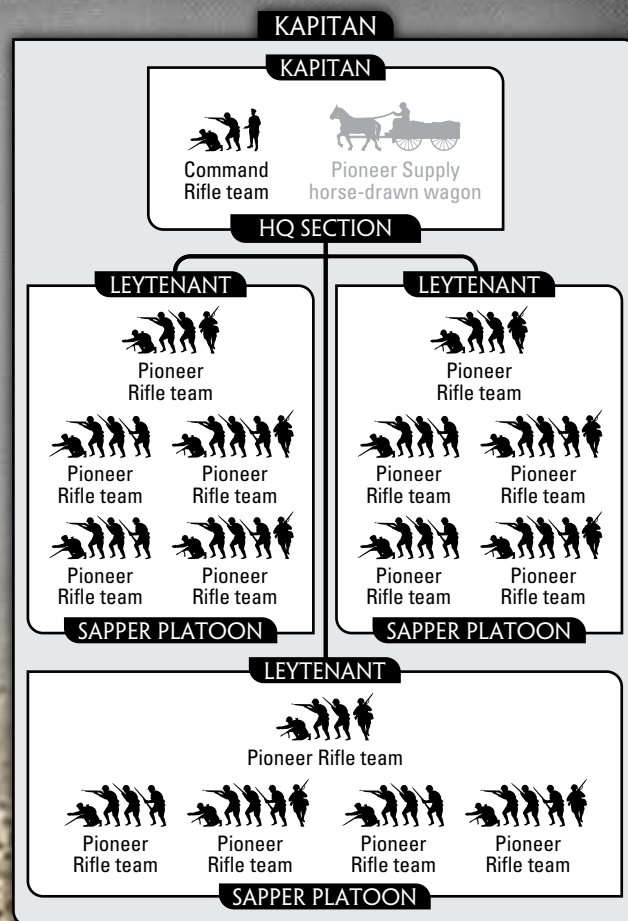 KAPITAN
KAPITAN
Command
Rifle team
Pioneer Supply
horse-drawn wagon
HQ SECTION
LEYTENANT
Pioneer
Rifle team
Pioneer
Rifle team
Pioneer
Rifle team
Pioneer
Rifle team
Pioneer
Rifle team
SAPPER PLATOON
LEYTENANT
Pioneer
Rifle team
Pioneer
Rifle team
Pioneer
Rifle team
Pioneer
Rifle team
Pioneer
Rifle team
SAPPER PLATOON
LEYTENANT
Pioneer Rifle team
Pioneer
Rifle team
Pioneer
Rifle team
Pioneer
Rifle team
Pioneer
Rifle team
SAPPER PLATOON